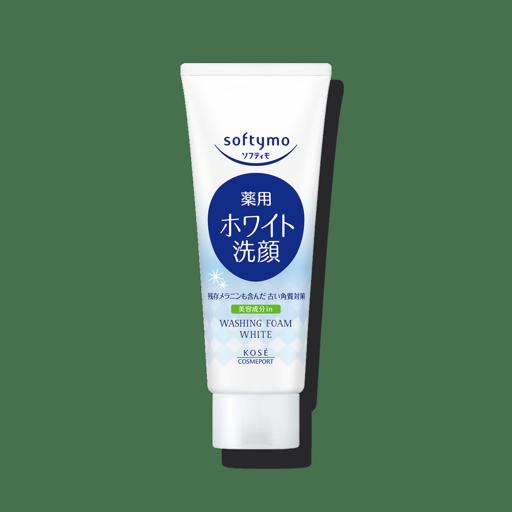 softymo
ソフティモ
薬用
ホワイト
洗顔
残存メラニンも含んだ 古い角質対策
美容成分in
WASHING FOAM
WHITE
KOSÉ
COSMEPORT